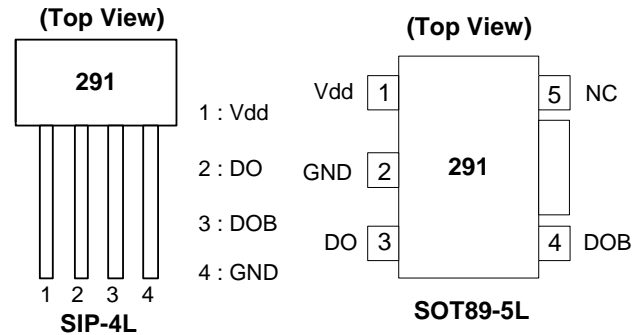 (Top View)
291
1 : Vdd
2 : DO
3 : DOB
4 : GND
1 2 3 4
SIP-4L
(Top View)
Vdd 1
5 NC
GND 2
291
DO 3
4 DOB
SOT89-5L